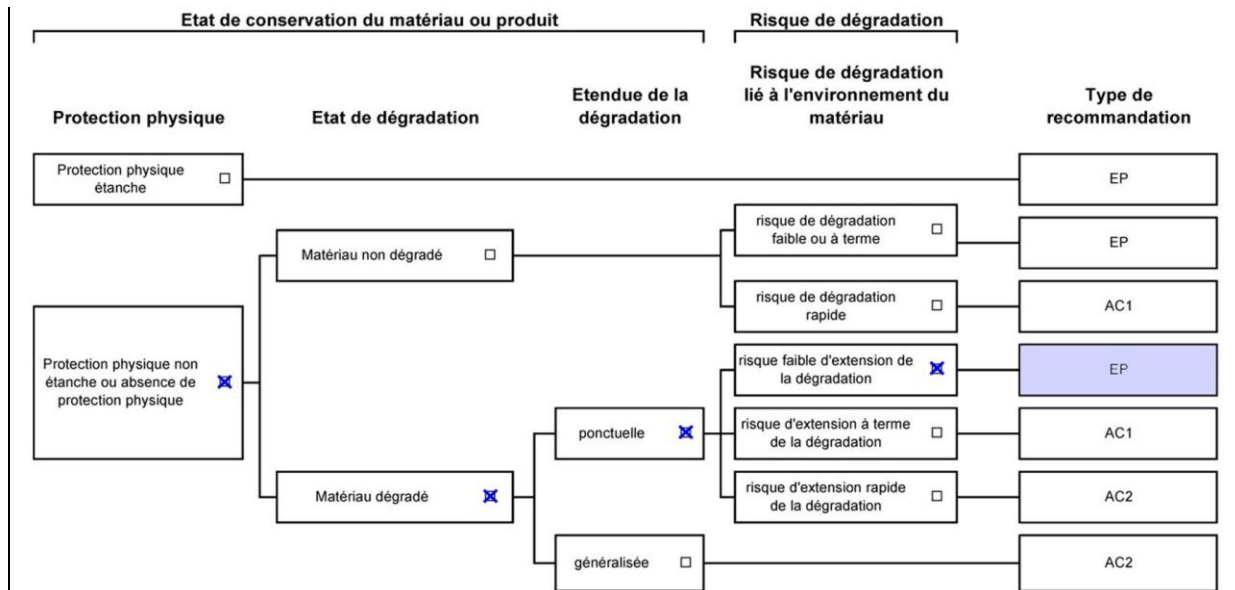 Etat de conservation du matériau ou produit
Risque de dégradation
Protection physique
Etat de dégradation
Etendue de la
dégradation
Risque de dégradation
lié à l'environnement du
matériau
Type de
recommandation
Protection physique
étanche
EP
Matériau non dégradé
risque de dégradation
faible ou à terme
EP
risque de dégradation
rapide
AC1
Protection physique non
étanche ou absence de
protection physique
risque faible d'extension de
la dégradation
EP
ponctuelle
risque d'extension à terme
de la dégradation
AC1
Matériau dégradé
risque d'extension rapide
de la dégradation
AC2
généralisée
AC2